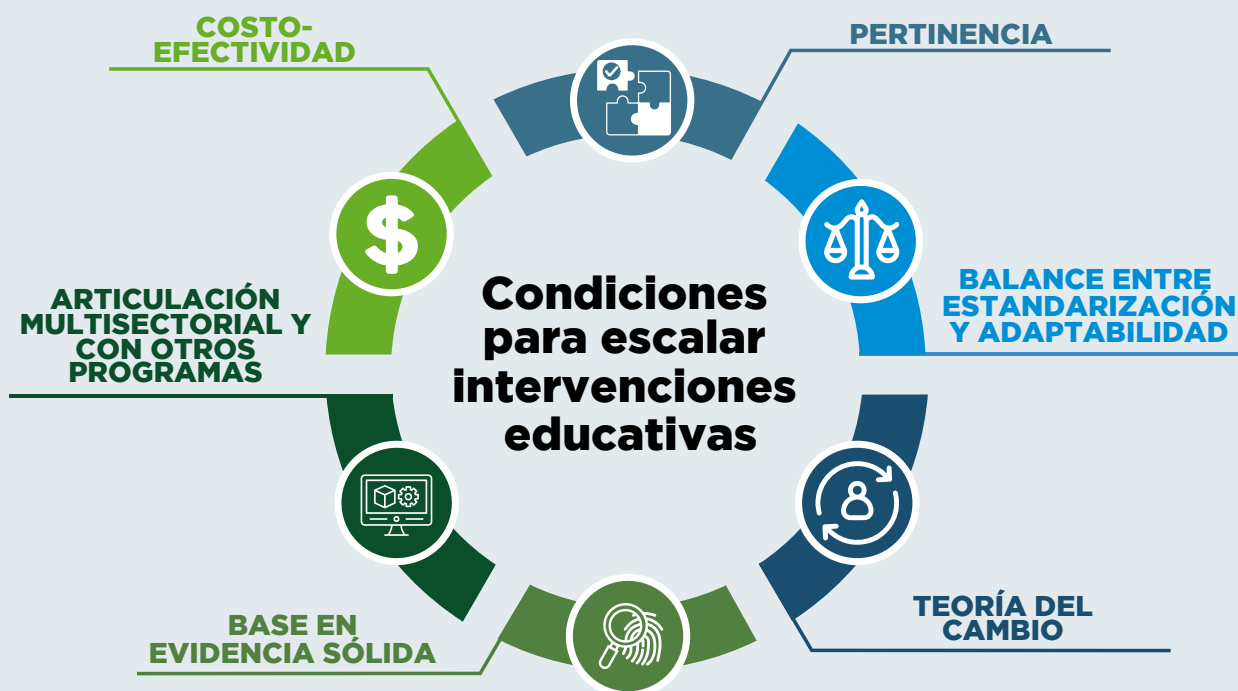 COSTO-
EFECTIVIDAD
PERTINENCIA
$
Condiciones
para escalar
intervenciones
educativas
BALANCE ENTRE
ESTANDARIZACIÓN
Y ADAPTABILIDAD
ARTICULACIÓN
MULTISECTORIAL Y
CON OTROS
PROGRAMAS
TEORÍA DEL
CAMBIO
BASE EN
EVIDENCIA SÓLIDA